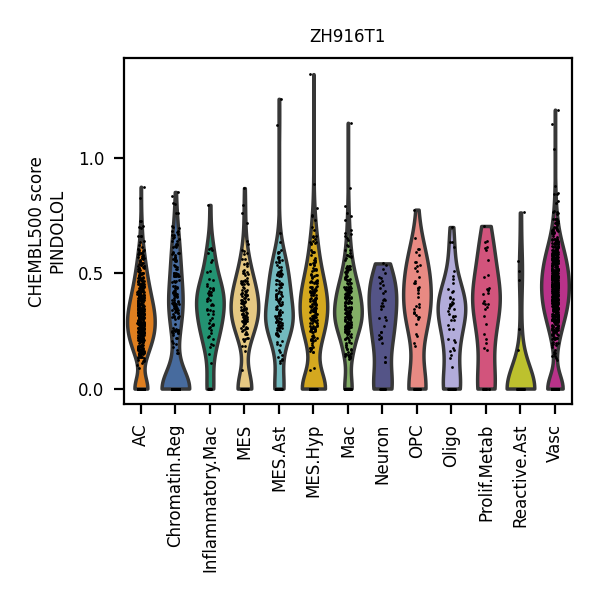 ZH916T1
CHEMBL500 score
PINDOLOL
1.0
0.5
0.0
AC
Chromatin.Reg
Inflammatory.Mac
MES
MES.Ast
MES.Hyp
Mac
Neuron
OPC
Oligo
Prolif.Metab
Reactive.Ast
Vasc